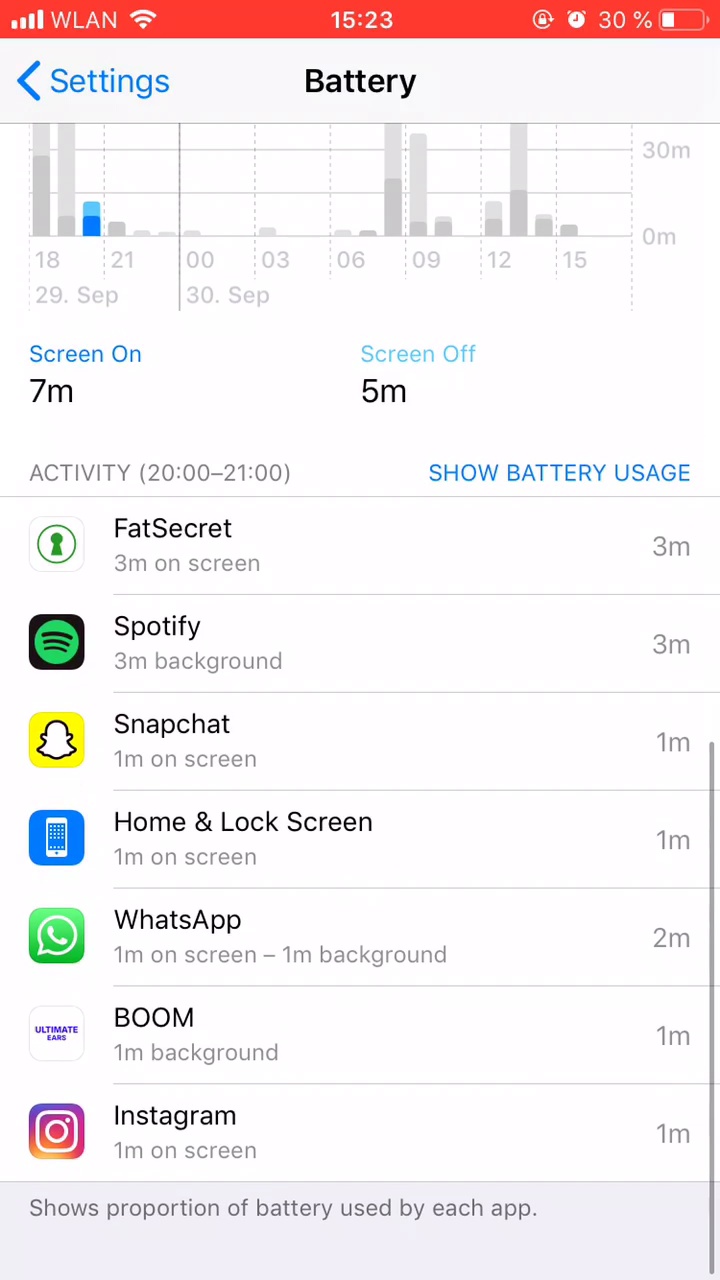 WLAN 15:23 30 %
Settings Battery
30m
0m
18 21 00 03 06 09 12 15
29. Sep 30. Sep
Screen On Screen Off
7m 5m
ACTIVITY (20:00–21:00) SHOW BATTERY USAGE
FatSecret
3m on screen 3m
Spotify
3m background 3m
Snapchat
1m on screen 1m
Home & Lock Screen
1m on screen 1m
WhatsApp
1m on screen – 1m background 2m
ULTIMATE
EARS
BOOM
1m background 1m
Instagram
1m on screen 1m
Shows proportion of battery used by each app.